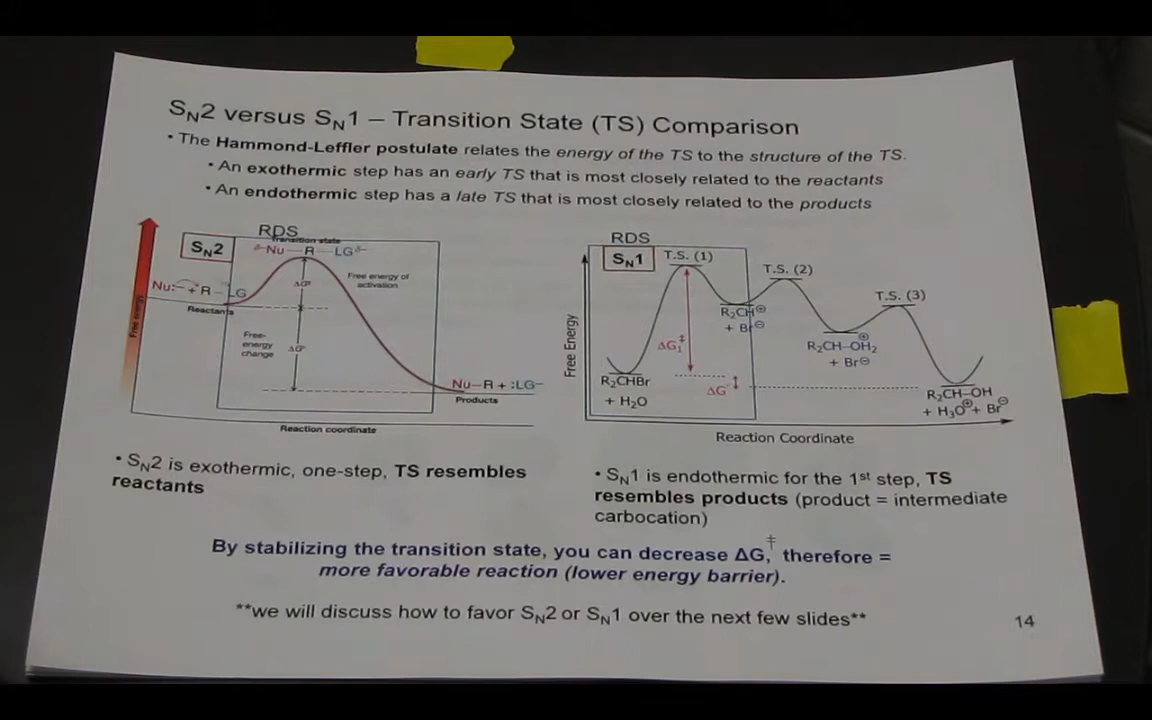 SN2 versus SN1 – Transition State (TS) Comparison
• The Hammond-Leffler postulate relates the energy of the TS to the structure of the TS.
• An exothermic step has an early TS that is most closely related to the reactants
• An endothermic step has a late TS that is most closely related to the products
RDS
SN2
Transition state
δ-Nu---R---LGδ-
Free energy of
activation
Nu:- + R – LG
Reactants
Free energy
ΔG‡
Free-
energy
change
ΔG°
Nu–R + :LG–
Products
Reaction coordinate
RDS
SN1
T.S. (1)
T.S. (2)
T.S. (3)
Free Energy
R2CH⊕
+ Br⊖
ΔG1‡
R2CH–OH2⊕
+ Br⊖
R2CHBr
+ H2O
ΔG°
R2CH–OH
+ H3O⊕ + Br⊖
Reaction Coordinate
• SN2 is exothermic, one-step, TS resembles
reactants
• SN1 is endothermic for the 1st step, TS
resembles products (product = intermediate
carbocation)
By stabilizing the transition state, you can decrease ΔG‡, therefore =
more favorable reaction (lower energy barrier).
**we will discuss how to favor SN2 or SN1 over the next few slides**
14